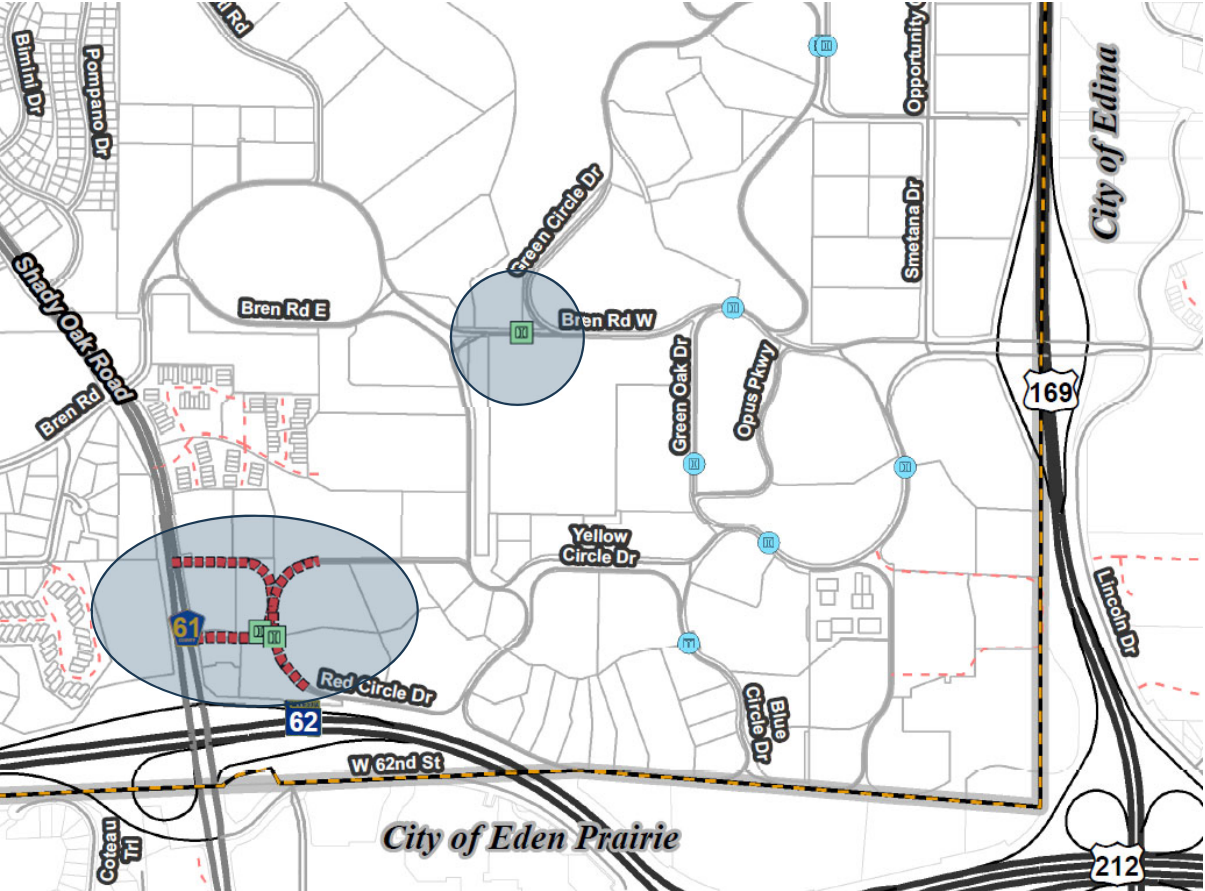 Bimini Dr
Pompano Dr
Rd
Opportunity
City of Edina
Green Circle Dr
Smetana Dr
Shady Oak Road
Bren Rd E
Bren Rd W
Green Oak Dr
Opus Pkwy
169
Bren Rd
Yellow
Circle Dr
Lincoln Dr
61
Red Circle Dr
Blue
Circle Dr
62
W 62nd St
City of Eden Prairie
Coteau
Trl
212